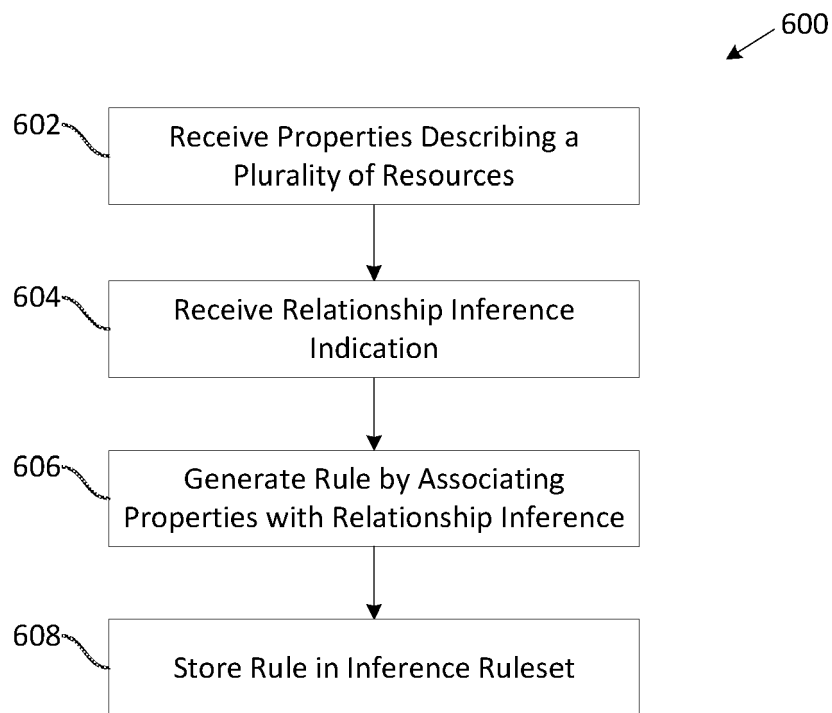 600
602
Receive Properties Describing a
Plurality of Resources
604
Receive Relationship Inference
Indication
606
Generate Rule by Associating
Properties with Relationship Inference
608
Store Rule in Inference Ruleset